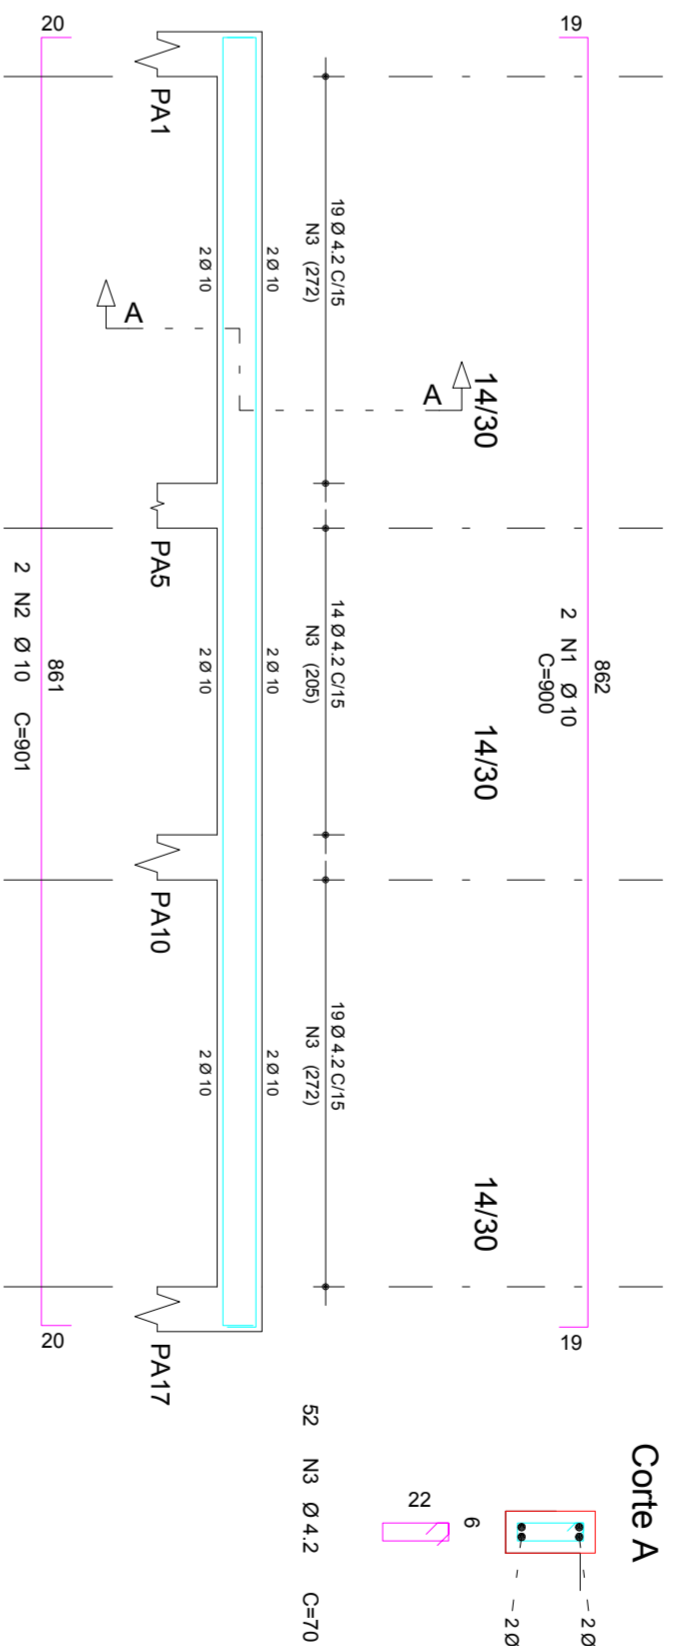 Corte A
19
862
19
2 N1 Ø 10
C=900
2 Ø
2 Ø
14/30
14/30
14/30
A
6
22
19 Ø 4.2 C/15
N3 (272)
14 Ø 4.2 C/15
N3 (205)
19 Ø 4.2 C/15
N3 (272)
52 N3 Ø 4.2 C=70
2 Ø 10
2 Ø 10
2 Ø 10
2 Ø 10
2 Ø 10
2 Ø 10
A
PA1
PA5
PA10
PA17
20
861
20
2 N2 Ø 10 C=901